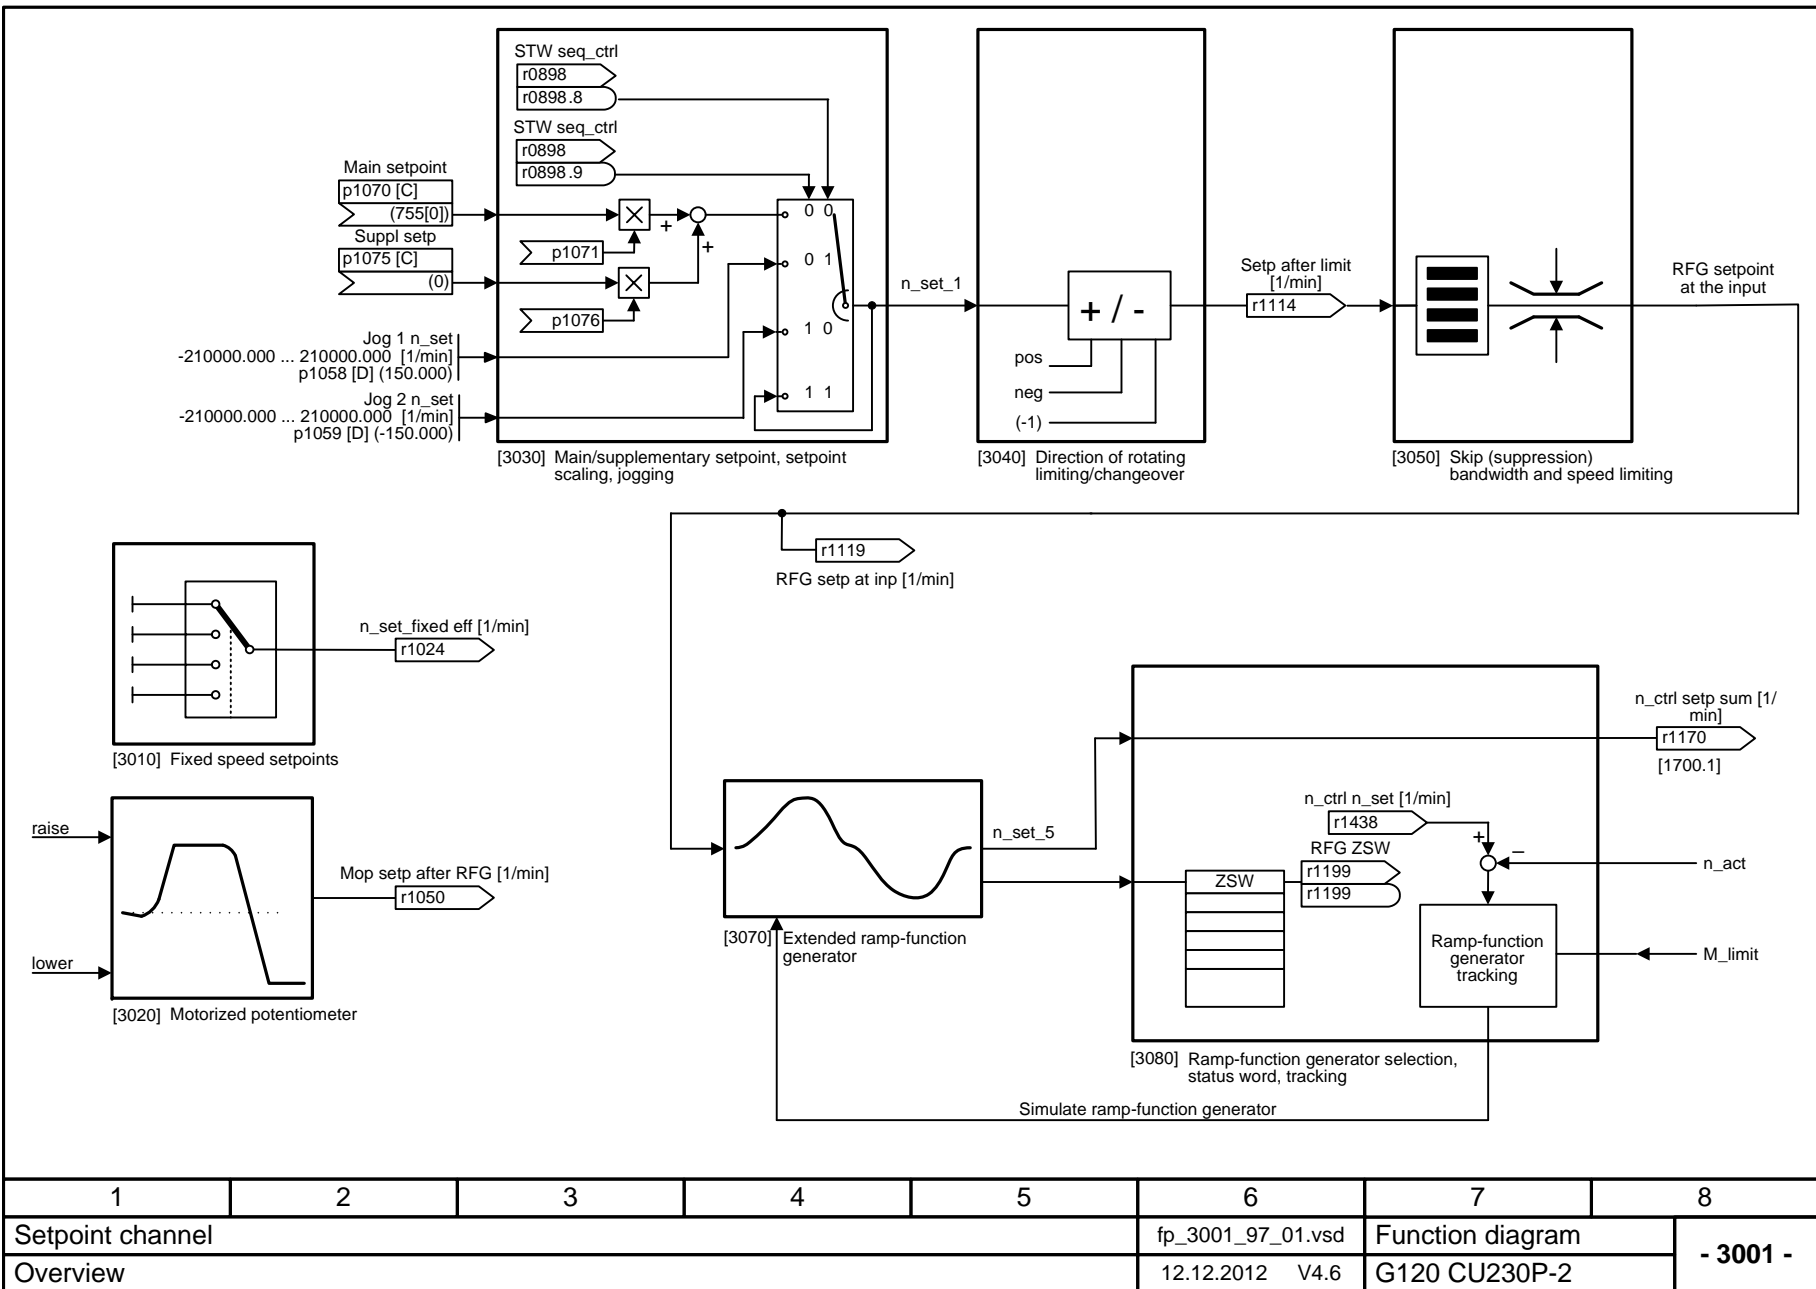 STW seq_ctrl
r0898
r0898.8
STW seq_ctrl
r0898
r0898.9
Main setpoint
p1070 [C]
(755[0])
Suppl setp
p1075 [C]
(0)
p1071
p1076
+
+
0 0
0 1
1 0
1 1
Jog 1 n_set
-210000.000 ... 210000.000 [1/min]
p1058 [D] (150.000)
Jog 2 n_set
-210000.000 ... 210000.000 [1/min]
p1059 [D] (-150.000)
[3030] Main/supplementary setpoint, setpoint
scaling, jogging
n_set_1
+ / -
pos
neg
(-1)
[3040] Direction of rotating
limiting/changeover
Setp after limit
[1/min]
r1114
[3050] Skip (suppression)
bandwidth and speed limiting
RFG setpoint
at the input
r1119
RFG setp at inp [1/min]
n_set_fixed eff [1/min]
r1024
[3010] Fixed speed setpoints
raise
lower
Mop setp after RFG [1/min]
r1050
[3020] Motorized potentiometer
[3070] Extended ramp-function
generator
n_set_5
n_ctrl setp sum [1/
min]
r1170
[1700.1]
n_ctrl n_set [1/min]
r1438
+
–
RFG ZSW
r1199
r1199
ZSW
n_act
Ramp-function
generator
tracking
M_limit
[3080] Ramp-function generator selection,
status word, tracking
Simulate ramp-function generator
1 2 3 4 5 6 7 8
Setpoint channel
fp_3001_97_01.vsd
Function diagram
- 3001 -
Overview
12.12.2012 V4.6
G120 CU230P-2